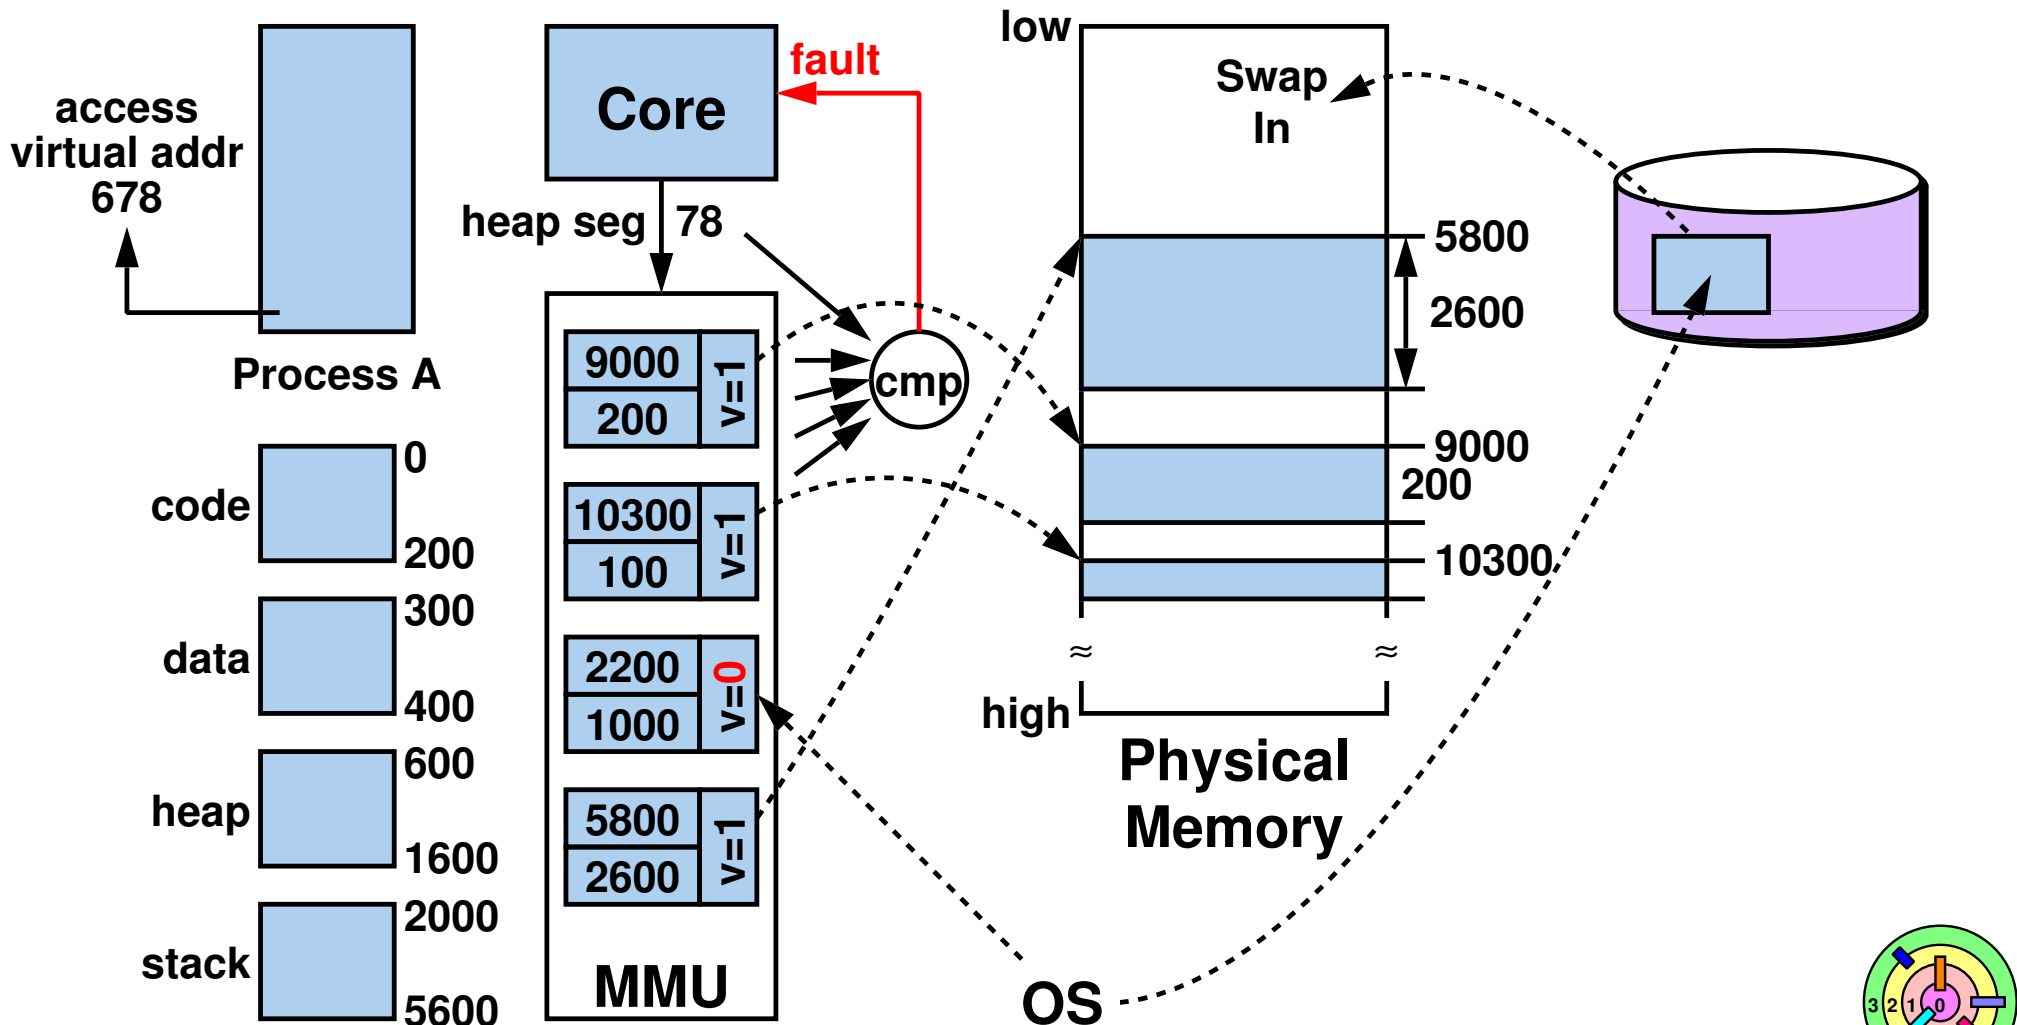 access
virtual addr
678
Process A
code
0
200
data
300
400
heap
600
1600
stack
2000
5600
Core
fault
heap seg
78
9000
200
v=1
10300
100
v=1
2200
1000
v=0
5800
2600
v=1
MMU
cmp
low
Swap
In
5800
2600
9000
200
10300
≈
≈
high
Physical
Memory
OS
3 2 1 0